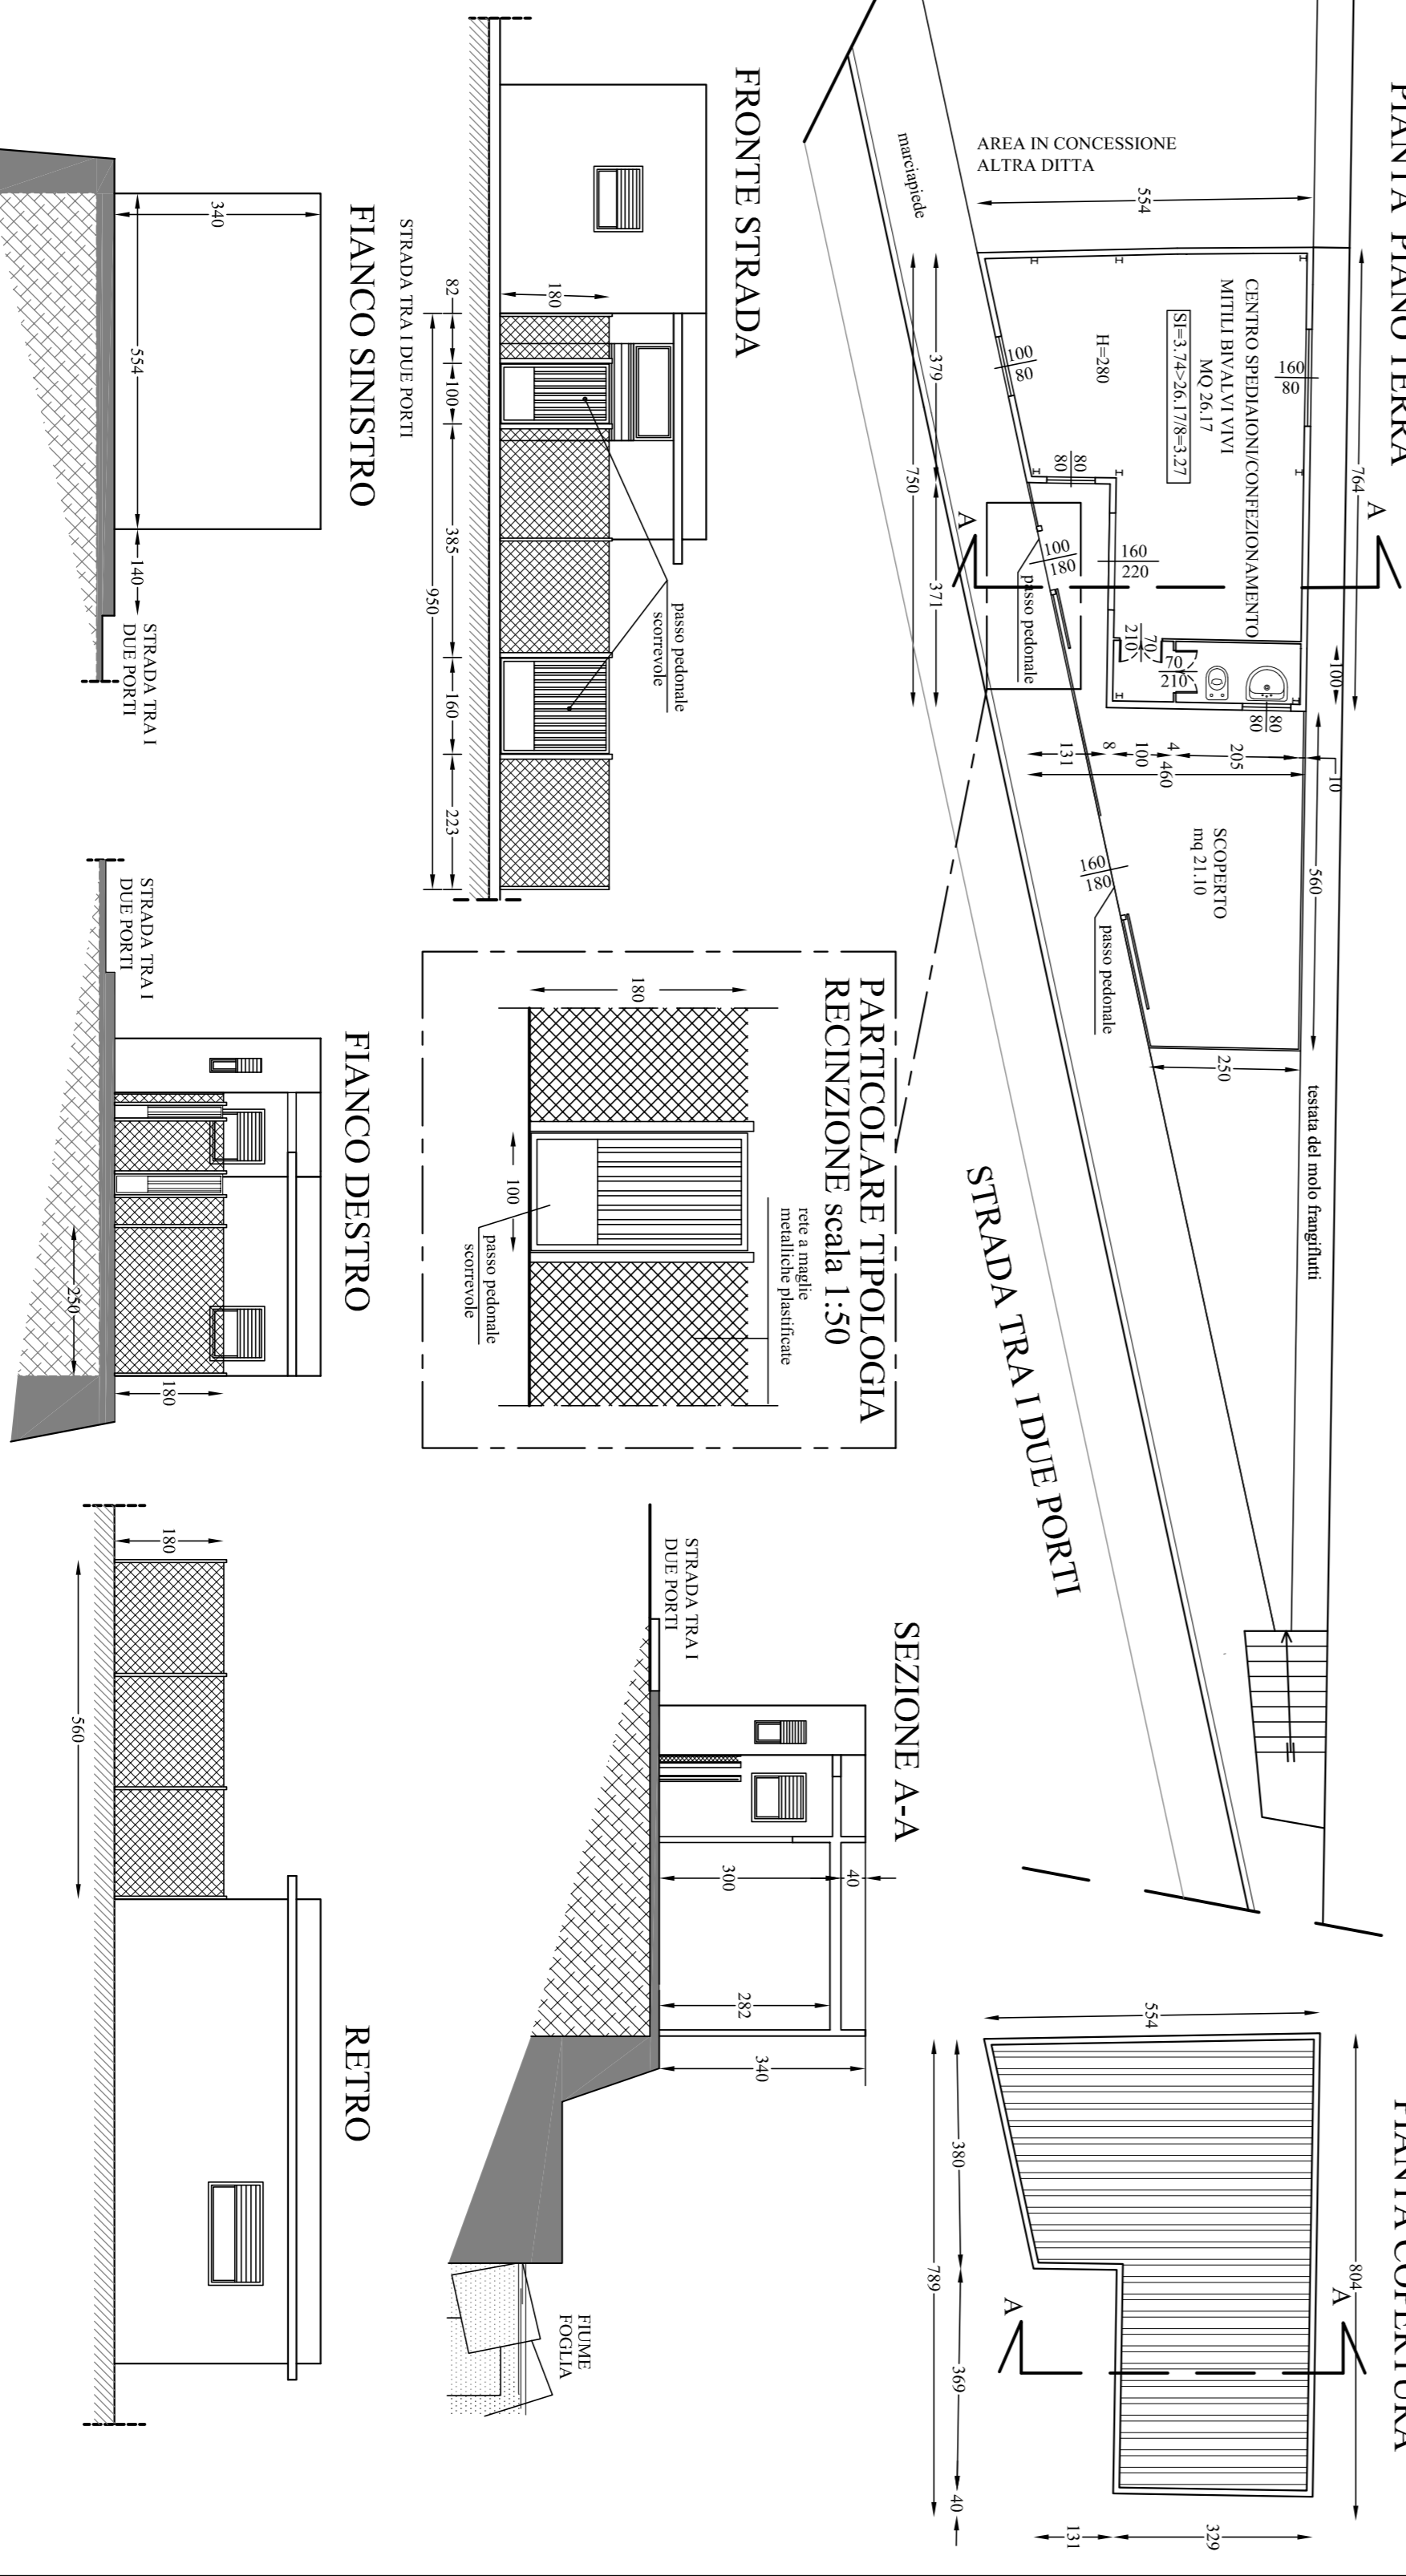 PIANTA PIANO TERRA
764
A
AREA IN CONCESSIONE
ALTRA DITTA
554
CENTRO SPEDIAIONI/CONFEZIONAMENTO
MITILI BIVALVI VIVI
MQ 26.17
SI=3.74>26.17/8=3.27
H=280
160
80
100
80
80
80
160
220
100
180
70
210
70
210
80
80
100
10
205
4
100
8
131
460
560
SCOPERTO
mq 21.10
160
180
250
passo pedonale
passo pedonale
A
379
371
750
marciapiede
testata del molo frangiflutti
STRADA TRA I DUE PORTI
PIANTA COPERTURA
804
A
A
554
380
369
40
789
329
131
FRONTE STRADA
180
passo pedonale
scorrevole
82
100
385
160
223
950
STRADA TRA I DUE PORTI
PARTICOLARE TIPOLOGIA
RECINZIONE scala 1:50
rete a maglie
metalliche plastificate
180
100
passo pedonale
scorrevole
SEZIONE A-A
STRADA TRA I
DUE PORTI
40
300
282
340
FIUME
FOGLIA
FIANCO SINISTRO
340
554
140
STRADA TRA I
DUE PORTI
FIANCO DESTRO
STRADA TRA I
DUE PORTI
250
180
RETRO
180
560